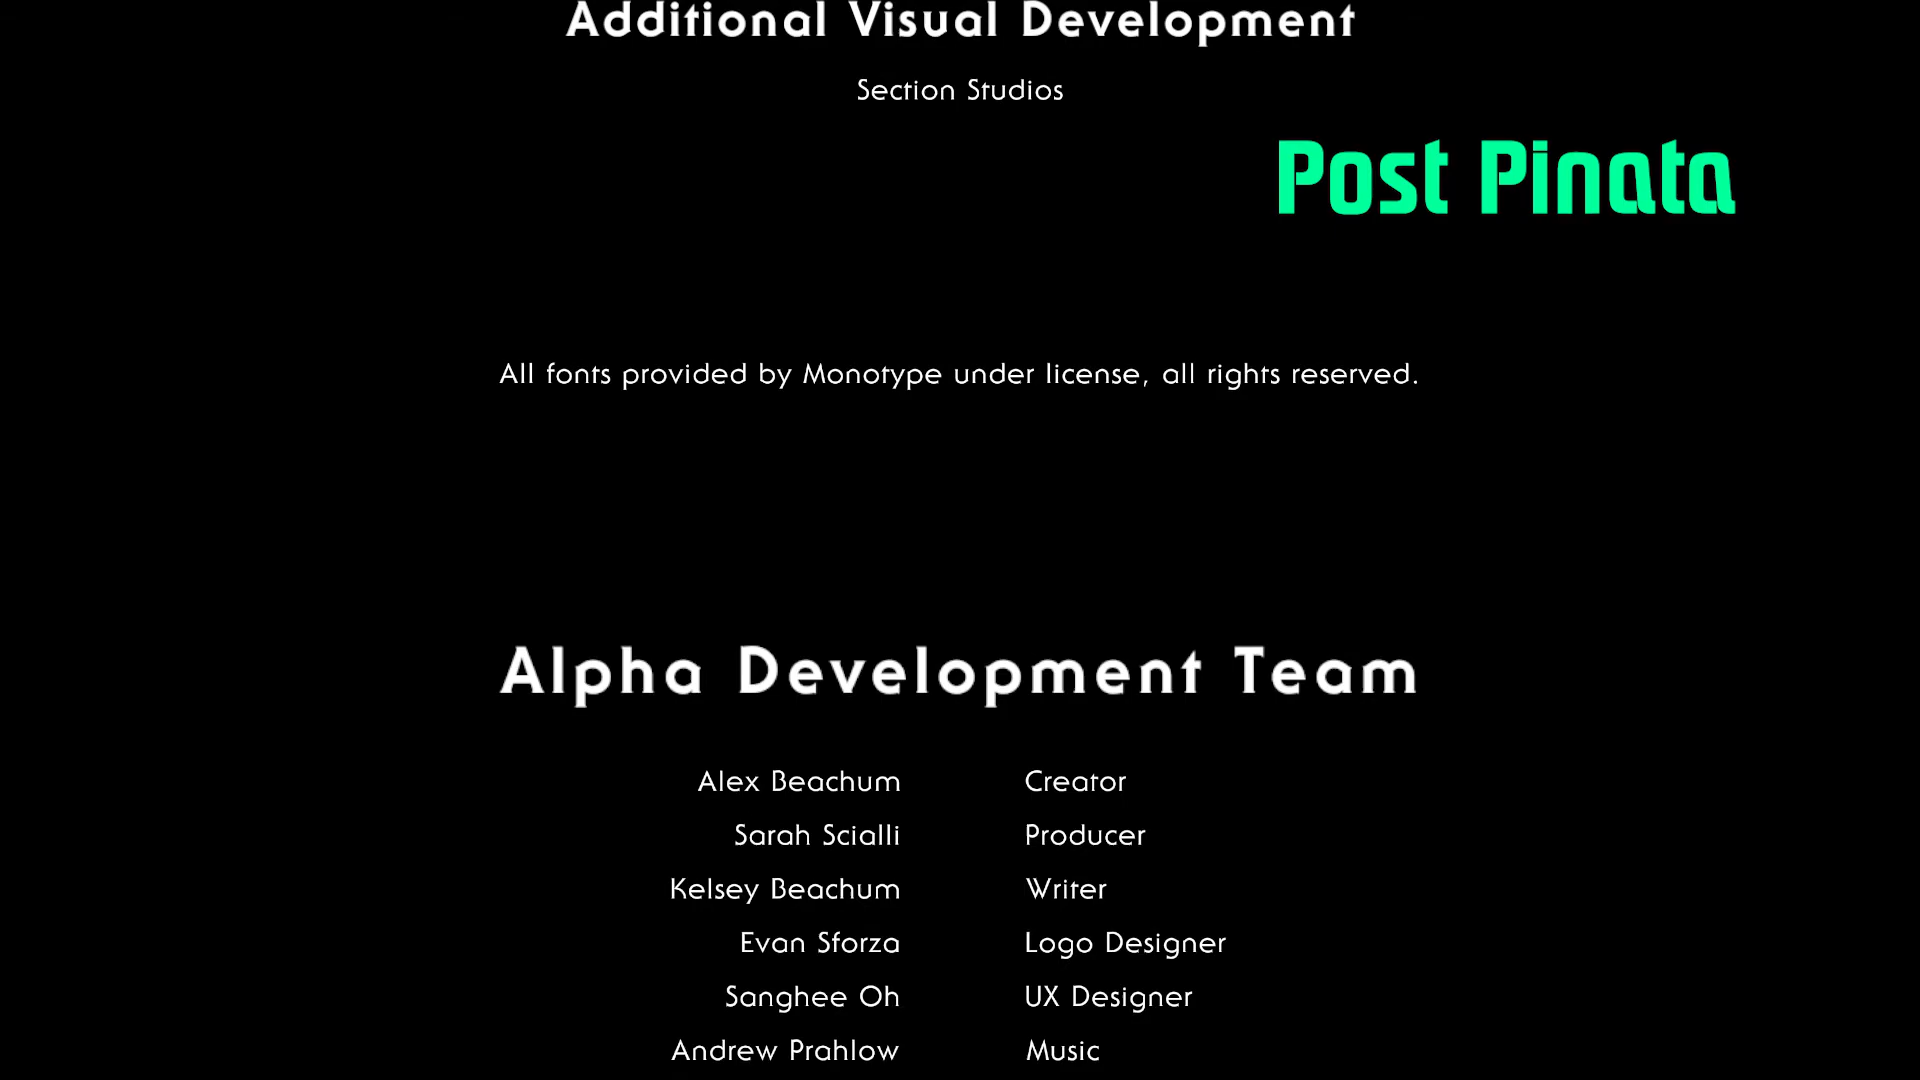 Additional Visual Development
Section Studios
Post Pinata
All fonts provided by Monotype under license, all rights reserved.
Alpha Development Team
Alex Beachum Creator
Sarah Scialli Producer
Kelsey Beachum Writer
Evan Sforza Logo Designer
Sanghee Oh UX Designer
Andrew Prahlow Music